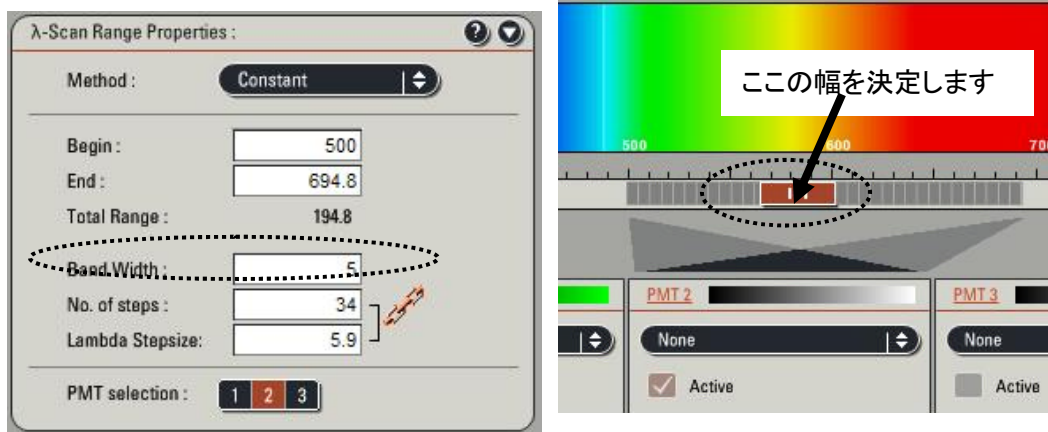 λ-Scan Range Properties :
Method : Constant
Begin : 500
End : 694.8
Total Range : 194.8
Band Width : 5
No. of steps : 34
Lambda Stepsize: 5.9
PMT selection : 1 2 3
ここの幅を決定します
500 600 700
PMT 2 PMT 3
None None
Active Active